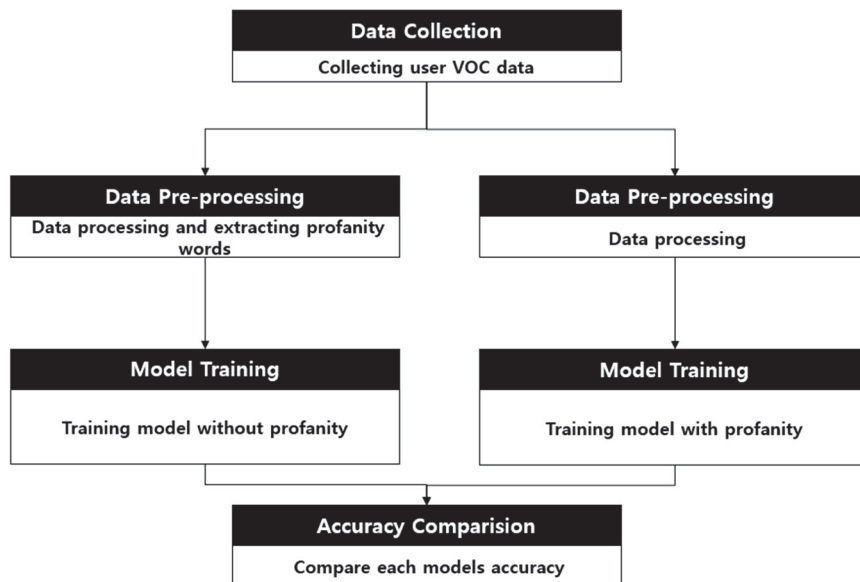 Data Collection
Collecting user VOC data
Data Pre-processing
Data processing and extracting profanity
words
Data Pre-processing
Data processing
Model Training
Training model without profanity
Model Training
Training model with profanity
Accuracy Comparision
Compare each models accuracy